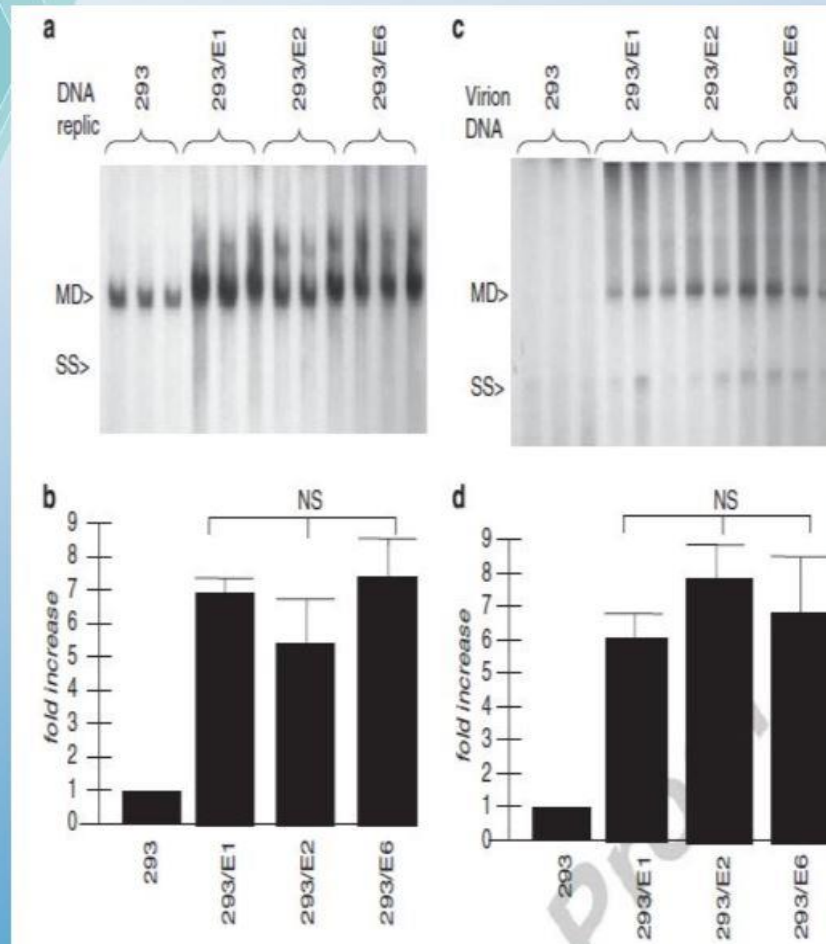 a
DNA
replic
293
293/E1
293/E2
293/E6
MD>
SS>
c
Virion
DNA
293
293/E1
293/E2
293/E6
MD>
SS>
b
NS
fold increase
9
8
7
6
5
4
3
2
1
0
293
293/E1
293/E2
293/E6
d
NS
fold increase
9
8
7
6
5
4
3
2
1
0
293
293/E1
293/E2
293/E6